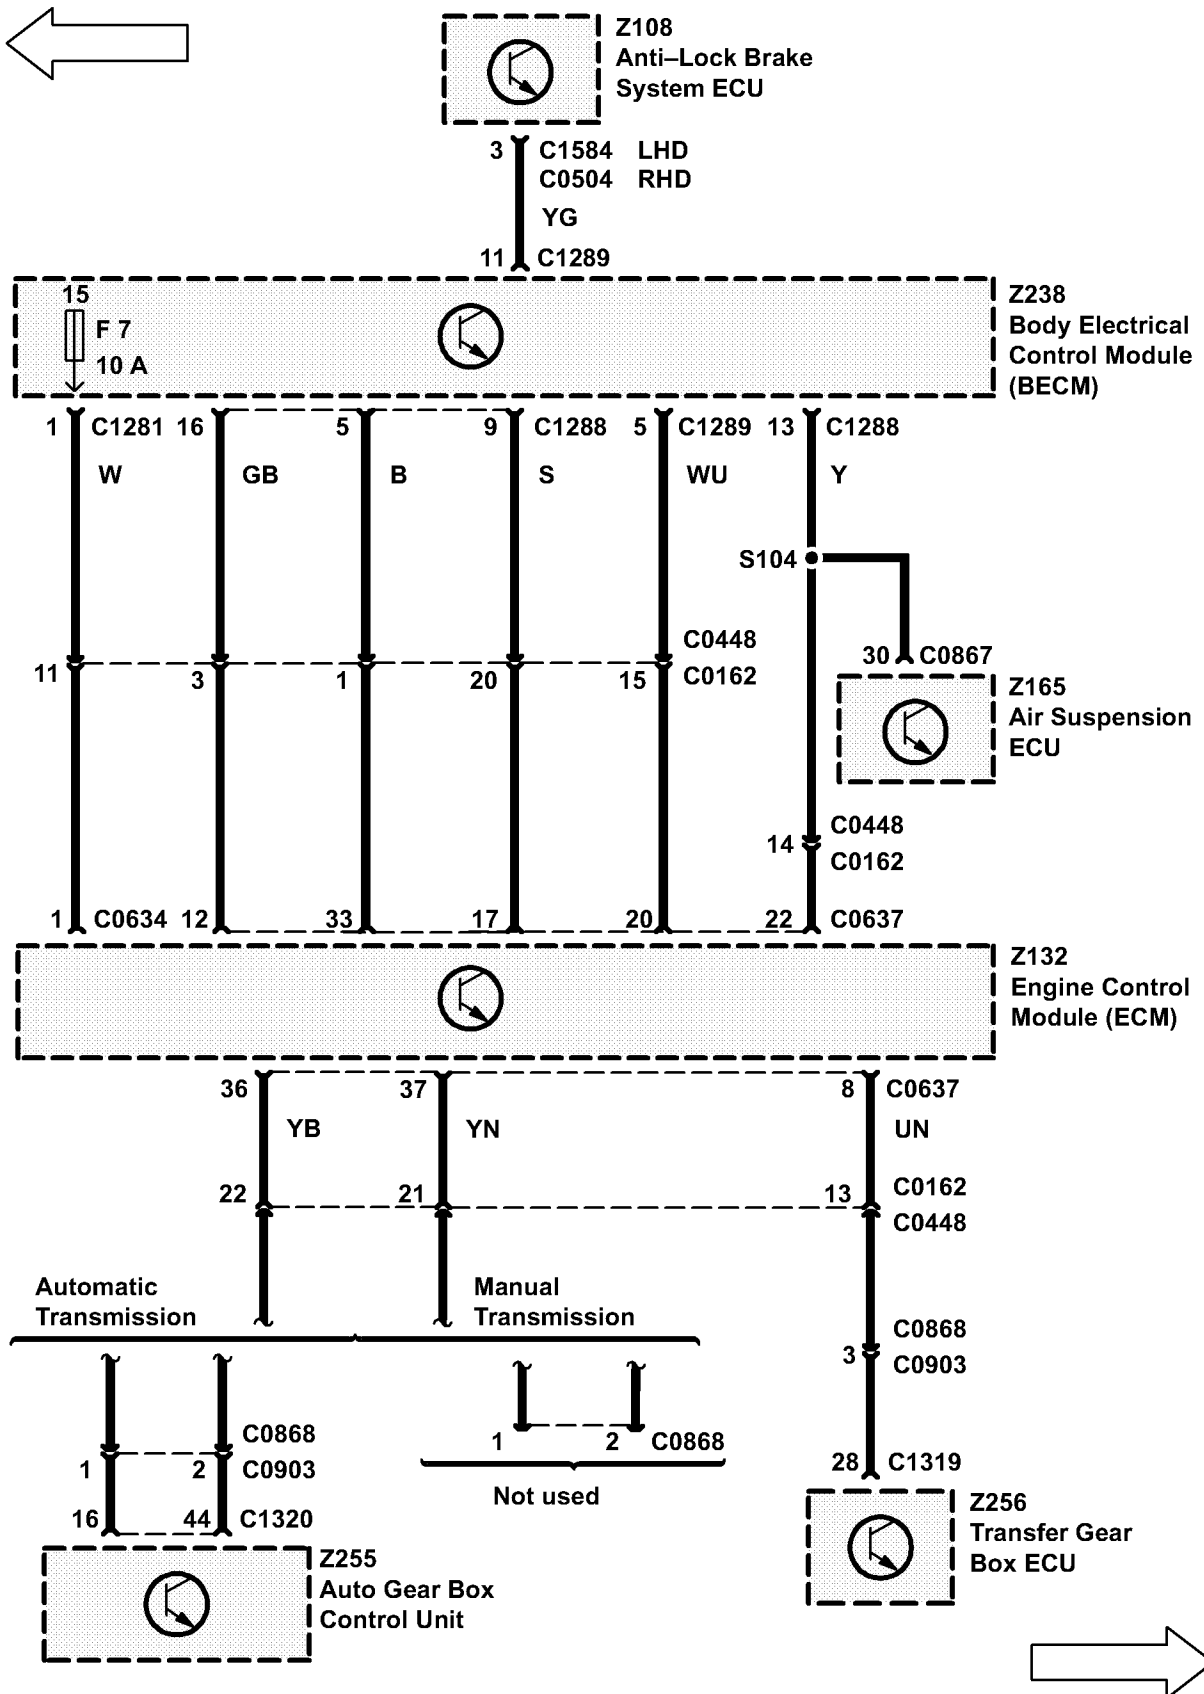 Z108
Anti–Lock Brake
System ECU
3 C1584 LHD
C0504 RHD
YG
11 C1289
15
F 7
10 A
Z238
Body Electrical
Control Module
(BECM)
1 C1281 16 5 9 C1288 5 C1289 13 C1288
W GB B S WU Y
S104
C0448
11 3 1 20 15 C0162
30 C0867
Z165
Air Suspension
ECU
C0448
14
C0162
1 C0634 12 33 17 20 22 C0637
Z132
Engine Control
Module (ECM)
36 37 8 C0637
YB YN UN
22 21 13 C0162
C0448
Automatic
Transmission
Manual
Transmission
C0868
3
C0903
C0868
1 2 C0903
1 2 C0868
Not used
16 44 C1320
28 C1319
Z255
Auto Gear Box
Control Unit
Z256
Transfer Gear
Box ECU